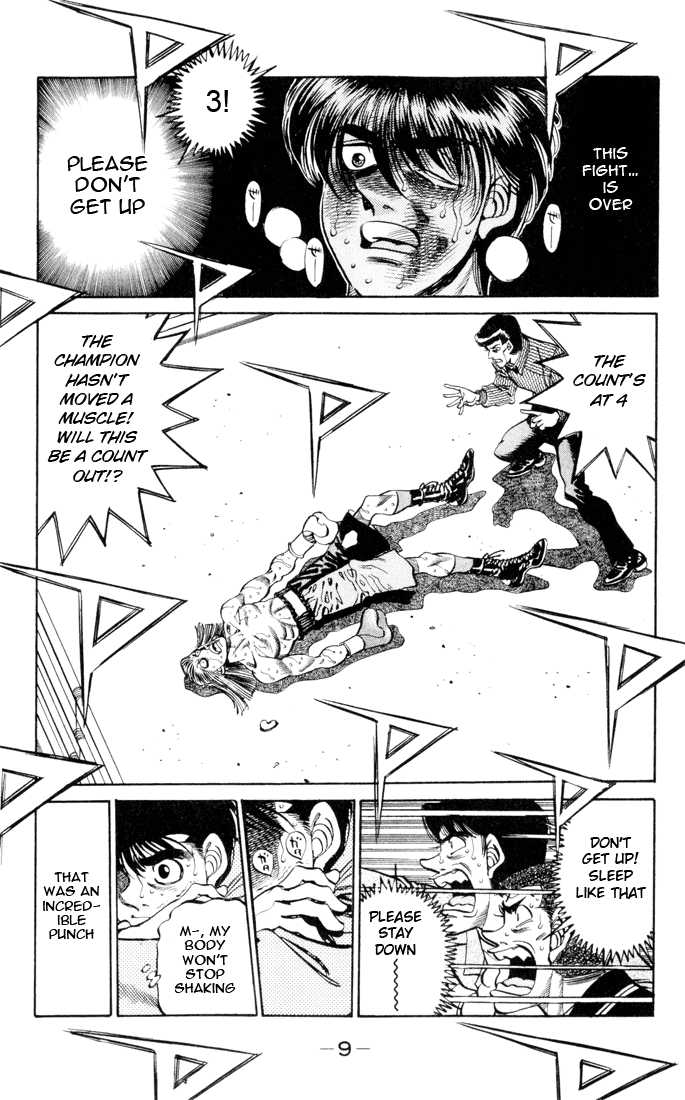 THIS
FIGHT...
IS
OVER
3!
PLEASE
DON'T
GET UP
THE
COUNT'S
AT 4
THE
CHAMPION
HASN'T
MOVED A
MUSCLE!
WILL THIS
BE A COUNT
OUT!?
DON'T
GET UP!
SLEEP
LIKE THAT
PLEASE
STAY
DOWN
M-, MY
BODY
WON'T
STOP
SHAKING
THAT
WAS AN
INCRED-
IBLE
PUNCH
—9—